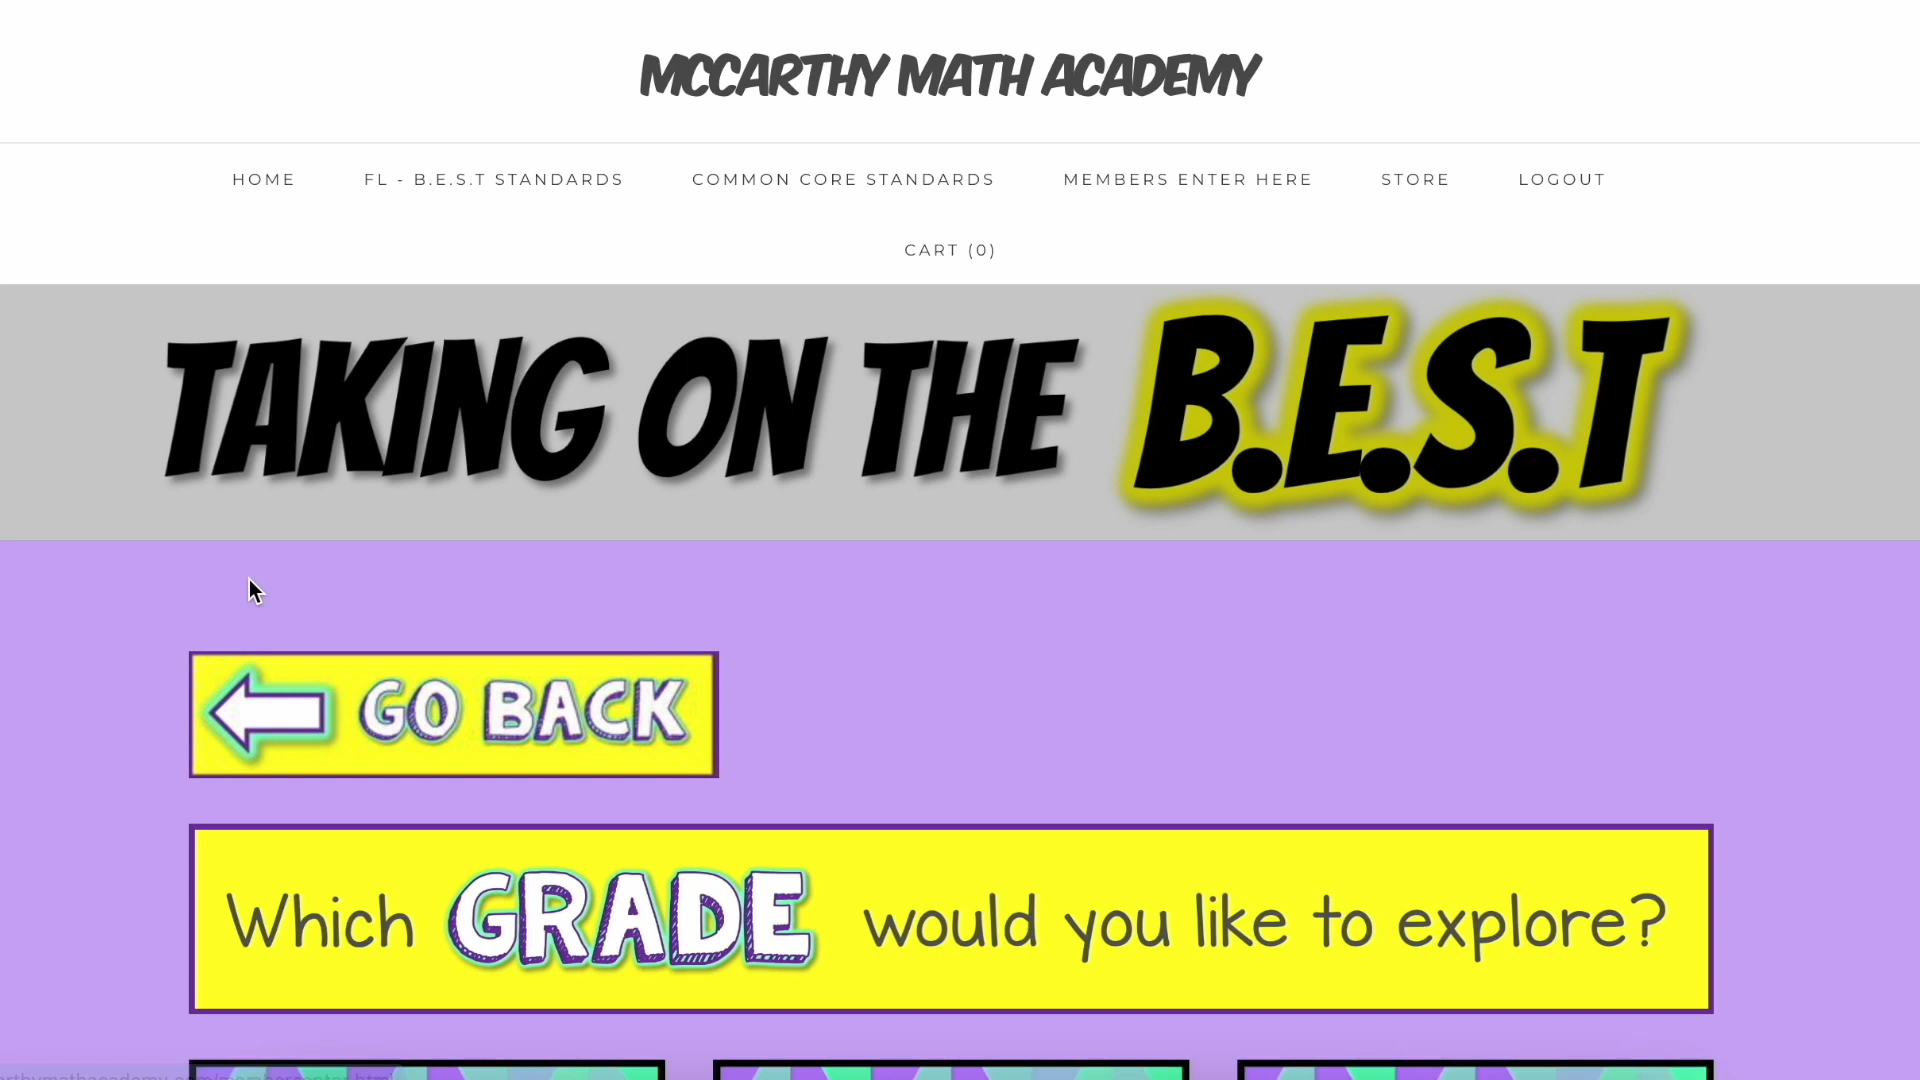 MCCARTHY MATH ACADEMY
HOME FL - B.E.S.T STANDARDS COMMON CORE STANDARDS MEMBERS ENTER HERE STORE LOGOUT
CART (0)
TAKING ON THE B.E.S.T
GO BACK
Which GRADE would you like to explore?